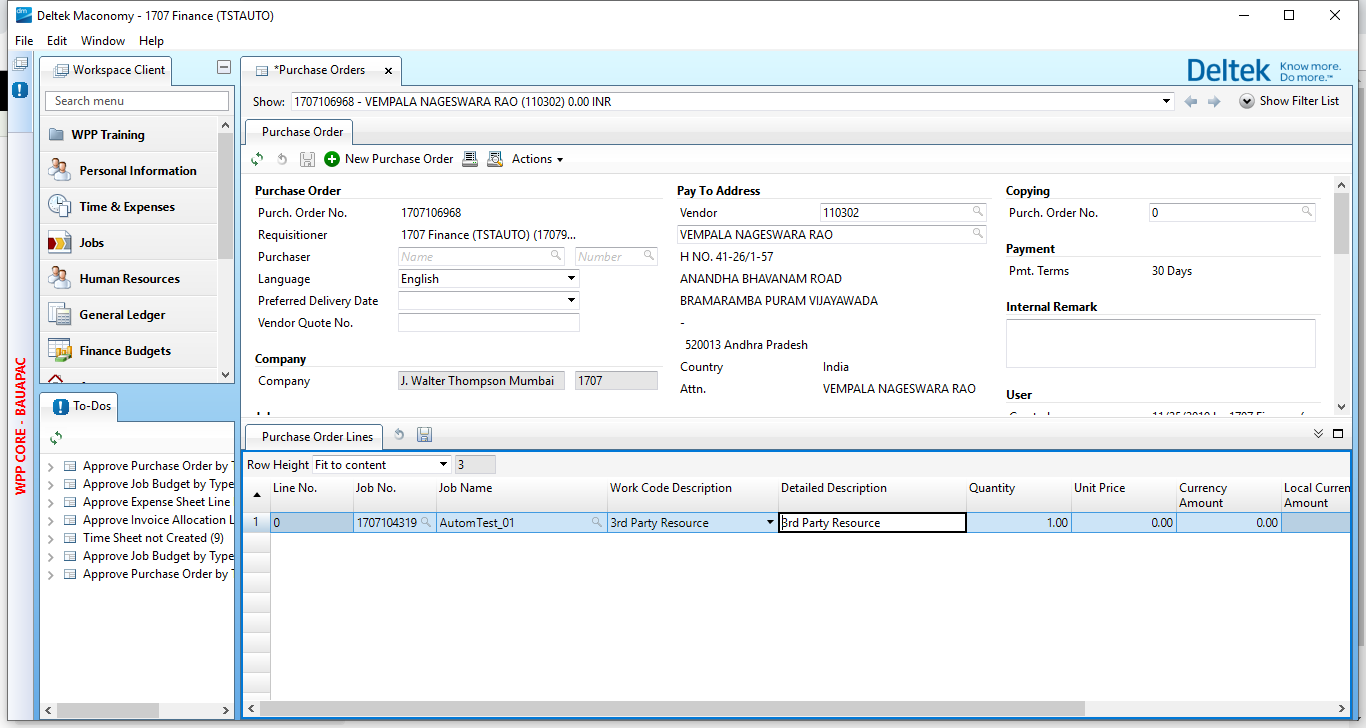 Deltek Maconomy - 1707 Finance (TSTAUTO)
File Edit Window Help
WPP CORE - BAUAPAC
Workspace Client
Search menu
WPP Training
Personal Information
Time & Expenses
Jobs
Human Resources
General Ledger
Finance Budgets
To-Dos
Approve Purchase Order by T
Approve Job Budget by Type
Approve Expense Sheet Line
Approve Invoice Allocation L
Time Sheet not Created (9)
Approve Job Budget by Type
Approve Purchase Order by T
*Purchase Orders
Deltek Know more. Do more.™
Show: 1707106968 - VEMPALA NAGESWARA RAO (110302) 0.00 INR Show Filter List
Purchase Order
New Purchase Order Actions
Purchase Order
Purch. Order No. 1707106968
Requisitioner 1707 Finance (TSTAUTO) (17079...
Purchaser Name Number
Language English
Preferred Delivery Date
Vendor Quote No.
Company
Company J. Walter Thompson Mumbai 1707
Pay To Address
Vendor 110302
VEMPALA NAGESWARA RAO
H NO. 41-26/1-57
ANANDHA BHAVANAM ROAD
BRAMARAMBA PURAM VIJAYAWADA
-
520013 Andhra Pradesh
Country India
Attn. VEMPALA NAGESWARA RAO
Copying
Purch. Order No. 0
Payment
Pmt. Terms 30 Days
Internal Remark
User
Purchase Order Lines
Row Height Fit to content 3
Line No. Job No. Job Name Work Code Description Detailed Description Quantity Unit Price Currency Amount Local Curren Amount
1 0 1707104319 AutomTest_01 3rd Party Resource 3rd Party Resource 1.00 0.00 0.00